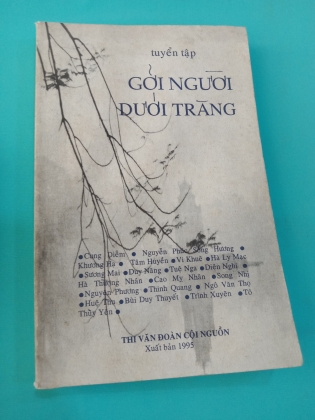 tuyển tập
GỞI NGƯỜI
DƯỚI TRĂNG
●Cung Diễm ● Nguyễn Phúc Sông Hương ●
Khương Hạ ● Tâm Huyền ●Vi Khuê ●Hà Ly Mạc
●Sương Mai ●Duy Năng ●Tuệ Nga ●Diên Nghị ●
Hà Thượng Nhân ●Cao Mỵ Nhân ●Song Nhị
●Nguyên Phương ●Thinh Quang ● Ngô Văn Thọ
●Huệ Thu ●Bùi Duy Thuyết ●Trinh Xuyên ●Tô
Thùy Yên ●
THI VĂN ĐOÀN CỘI NGUỒN
Xuất bản 1995